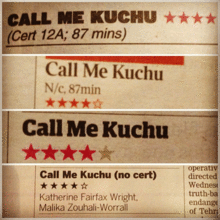 CALL ME KUCHU ★★★★
(Cert 12A; 87 mins)
Call Me Kuchu
N/c, 87min
★★★★☆
Call Me Kuchu
★★★★★
Call Me Kuchu (no cert)
★★★★☆
Katherine Fairfax Wright,
Malika Zouhali-Worrall
operativ
directed
Wednes
truth-ba
endang
of Tehr